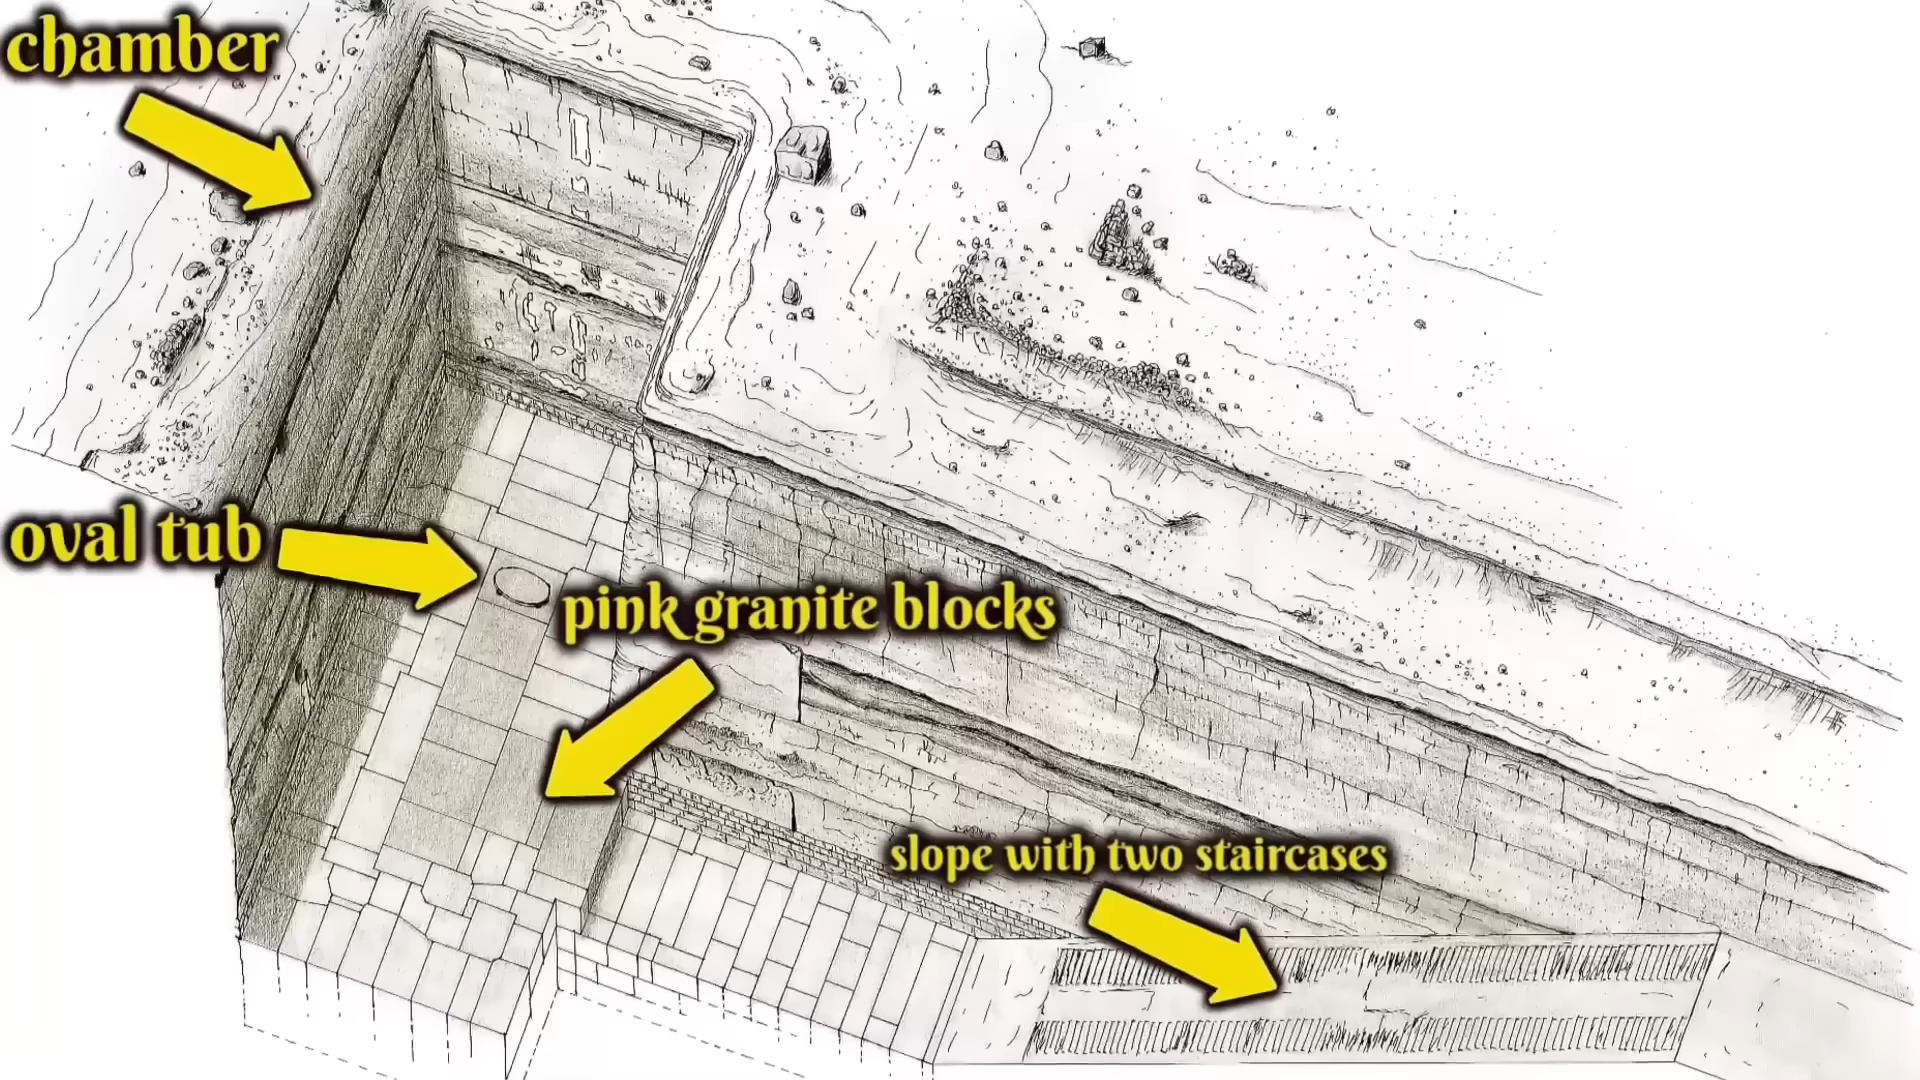 chamber
oval tub
pink granite blocks
slope with two staircases